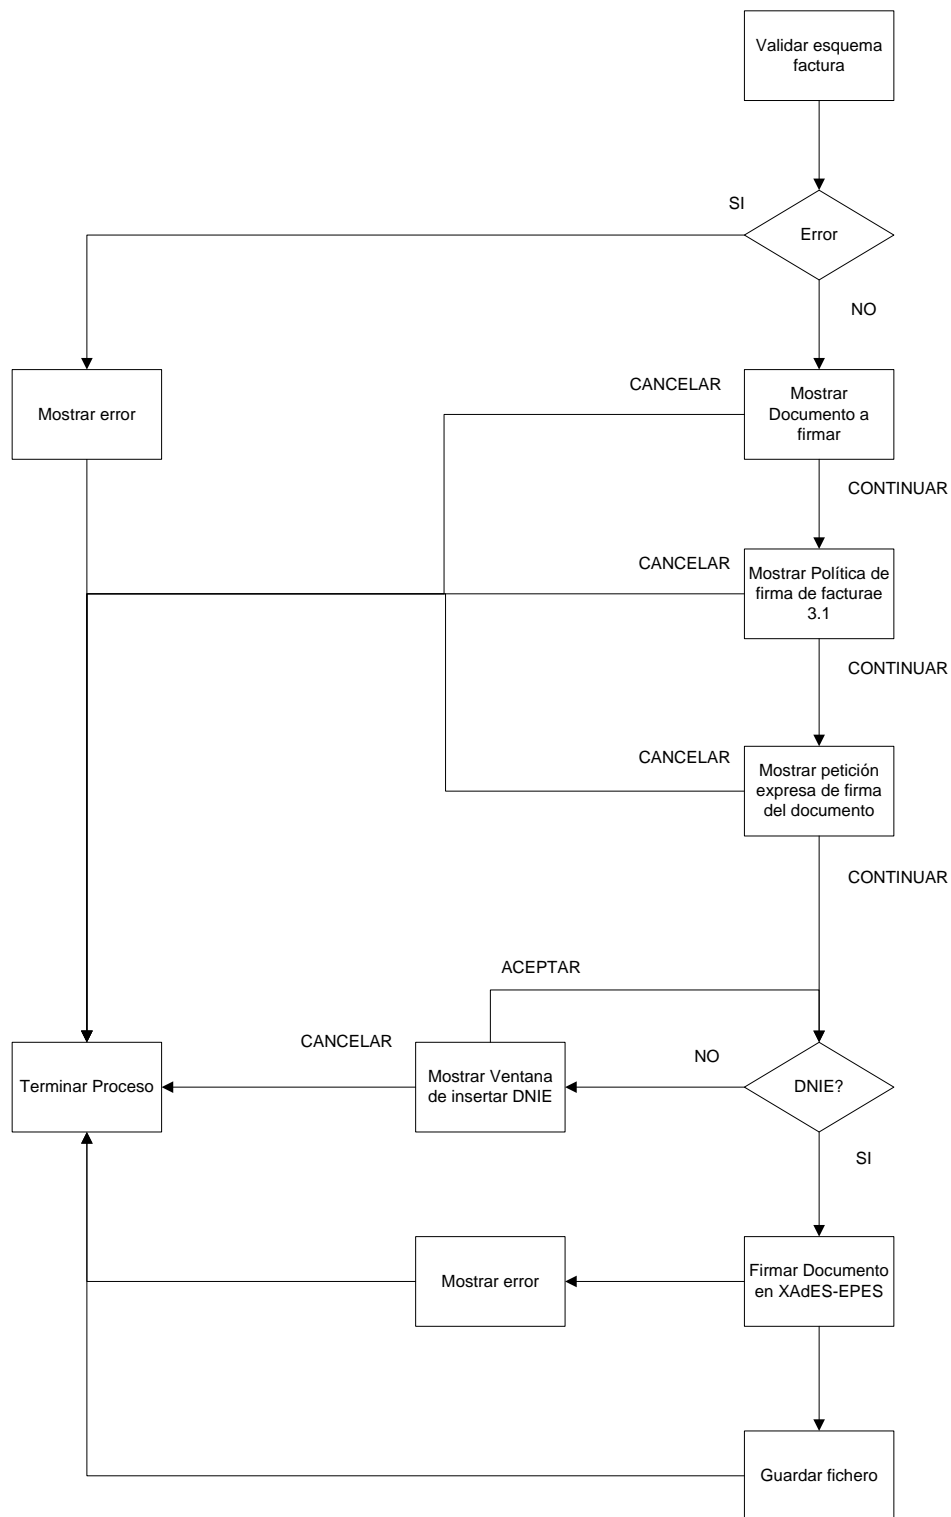 Validar esquema
factura
SI
Error
NO
CANCELAR
Mostrar
Documento a
firmar
Mostrar error
CONTINUAR
CANCELAR
Mostrar Política de
firma de facturae
3.1
CONTINUAR
CANCELAR
Mostrar petición
expresa de firma
del documento
CONTINUAR
ACEPTAR
CANCELAR
NO
Terminar Proceso
Mostrar Ventana
de insertar DNIE
DNIE?
SI
Mostrar error
Firmar Documento
en XAdES-EPES
Guardar fichero